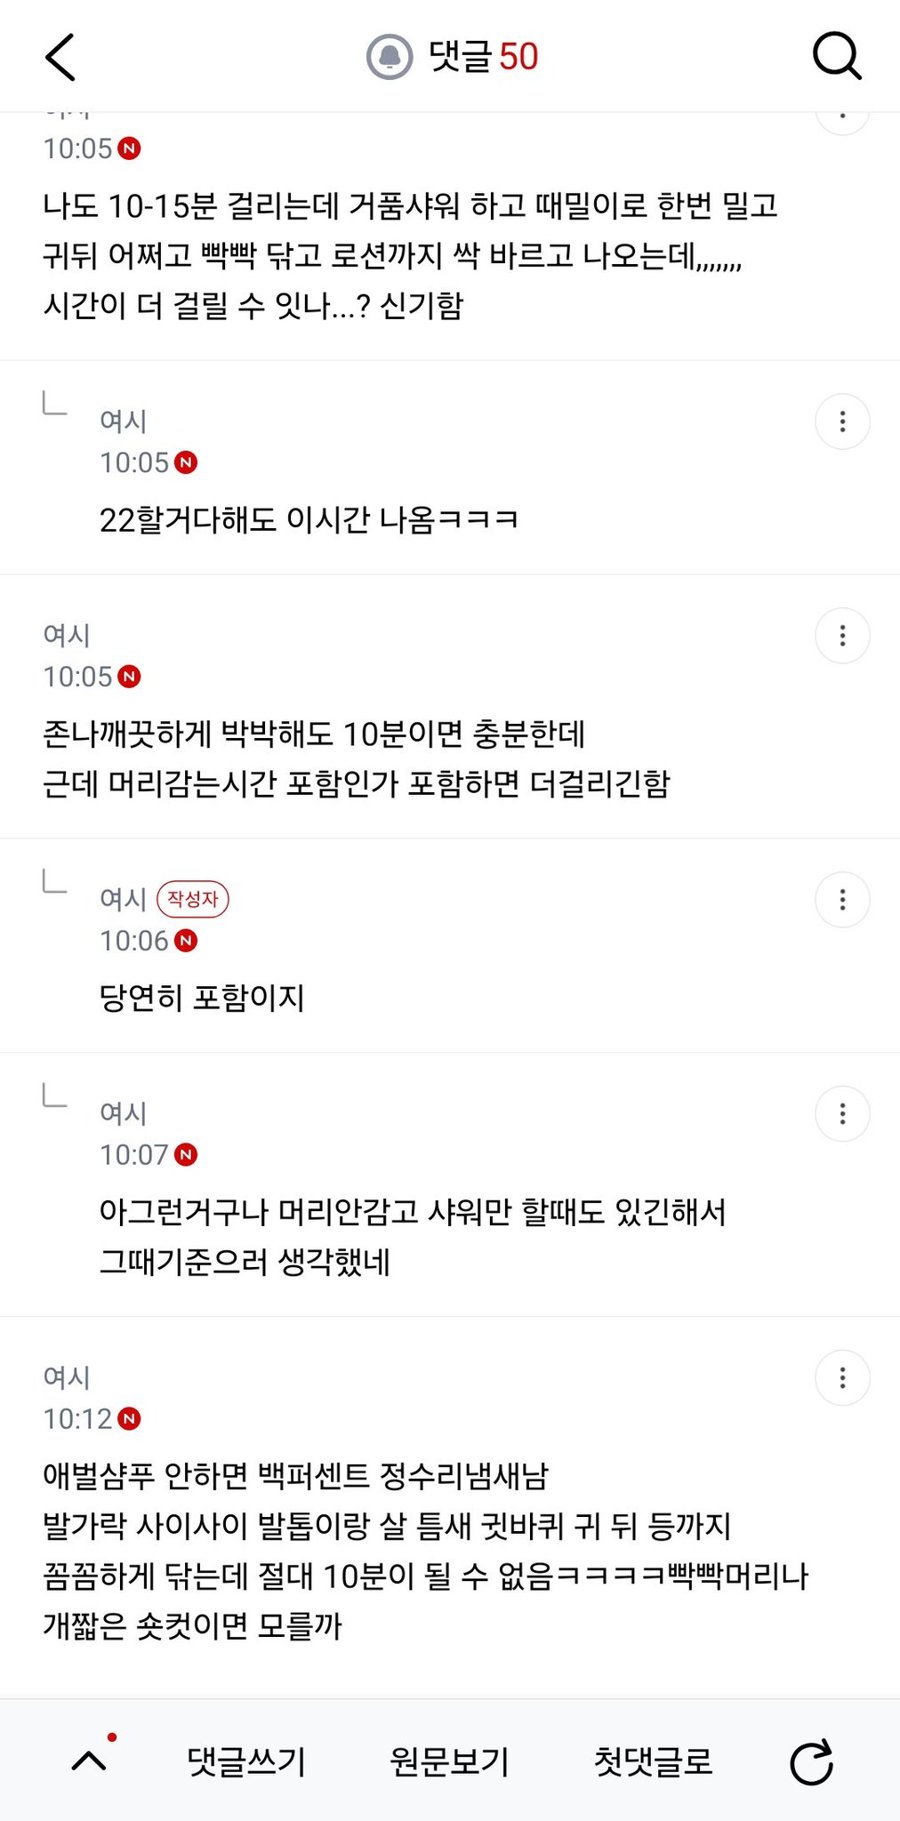 댓글 50
여시
10:05 N
나도 10-15분 걸리는데 거품샤워 하고 때밀이로 한번 밀고
귀뒤 어쩌고 빡빡 닦고 로션까지 싹 바르고 나오는데,,,,,,,
시간이 더 걸릴 수 잇나...? 신기함
여시
10:05 N
22할거다해도 이시간 나옴ㅋㅋㅋ
여시
10:05 N
존나깨끗하게 박박해도 10분이면 충분한데
근데 머리감는시간 포함인가 포함하면 더걸리긴함
여시 작성자
10:06 N
당연히 포함이지
여시
10:07 N
아그런거구나 머리안감고 샤워만 할때도 있긴해서
그때기준으러 생각했네
여시
10:12 N
애벌샴푸 안하면 백퍼센트 정수리냄새남
발가락 사이사이 발톱이랑 살 틈새 귓바퀴 귀 뒤 등까지
꼼꼼하게 닦는데 절대 10분이 될 수 없음ㅋㅋㅋㅋ빡빡머리나
개짧은 숏컷이면 모를까
댓글쓰기 원문보기 첫댓글로